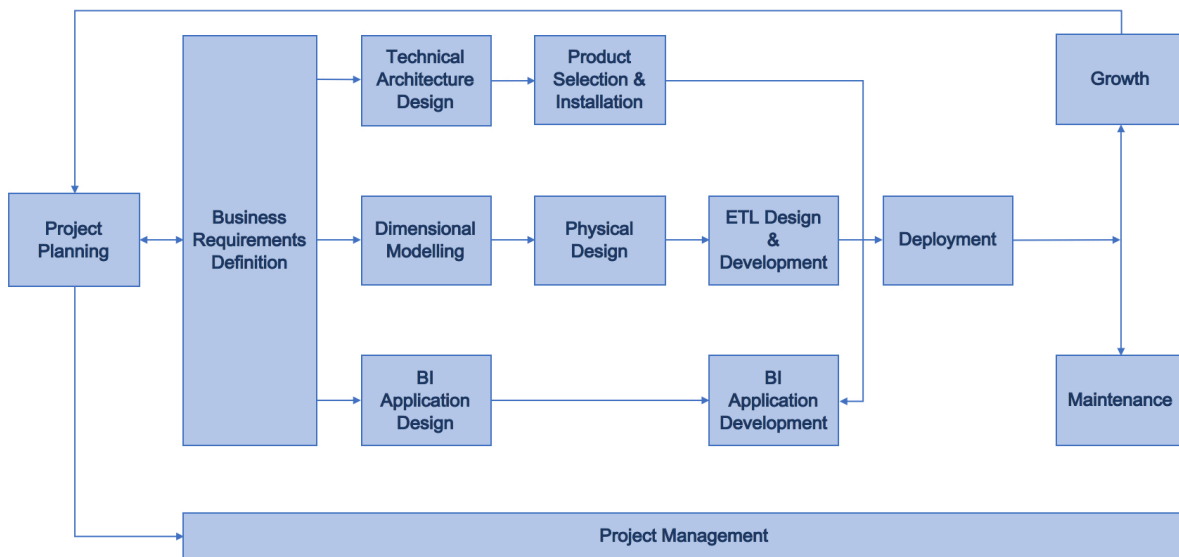 Technical
Architecture
Design
Product
Selection &
Installation
Growth
Project
Planning
Business
Requirements
Definition
Dimensional
Modelling
Physical
Design
ETL Design
&
Development
Deployment
BI
Application
Design
BI
Application
Development
Maintenance
Project Management